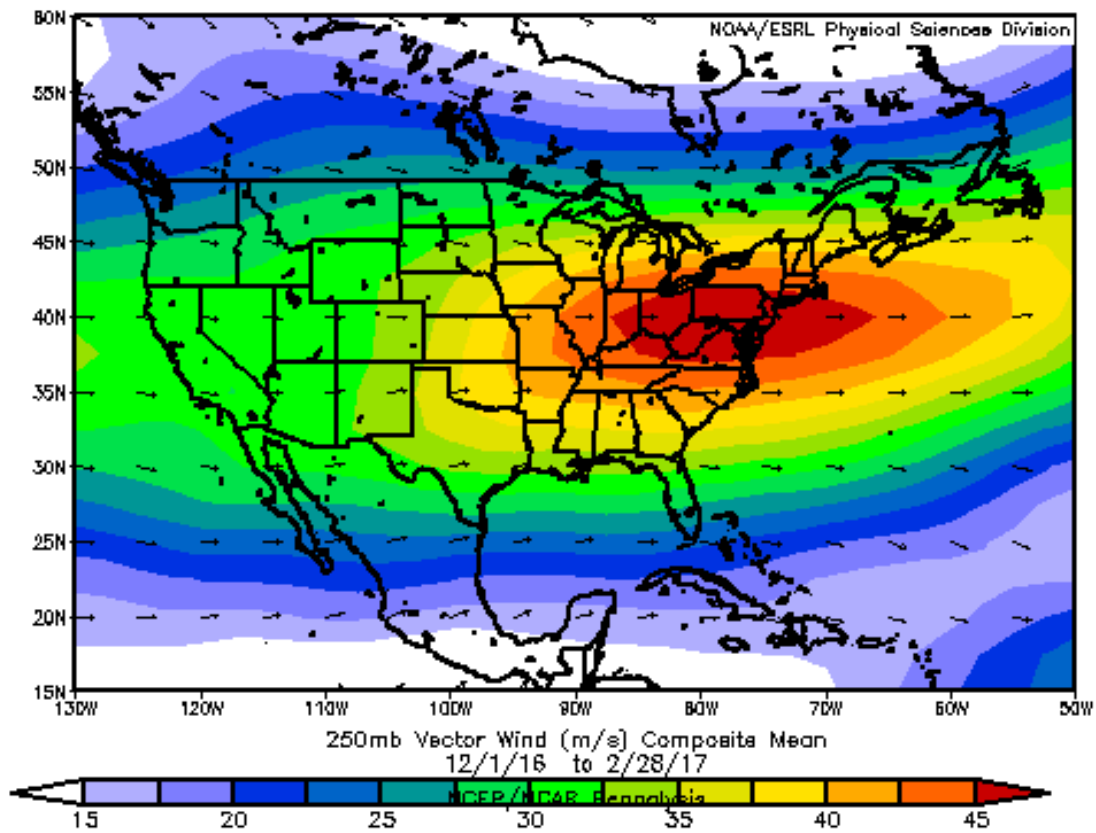 NOAA/ESRL Physical Sciences Division
60N
55N
50N
45N
40N
35N
30N
25N
20N
15N
130W 120W 110W 100W 90W 80W 70W 60W 50W
250mb Vector Wind (m/s) Composite Mean
12/1/16 to 2/28/17
NCEP/NCAR Reanalysis
15 20 25 30 35 40 45